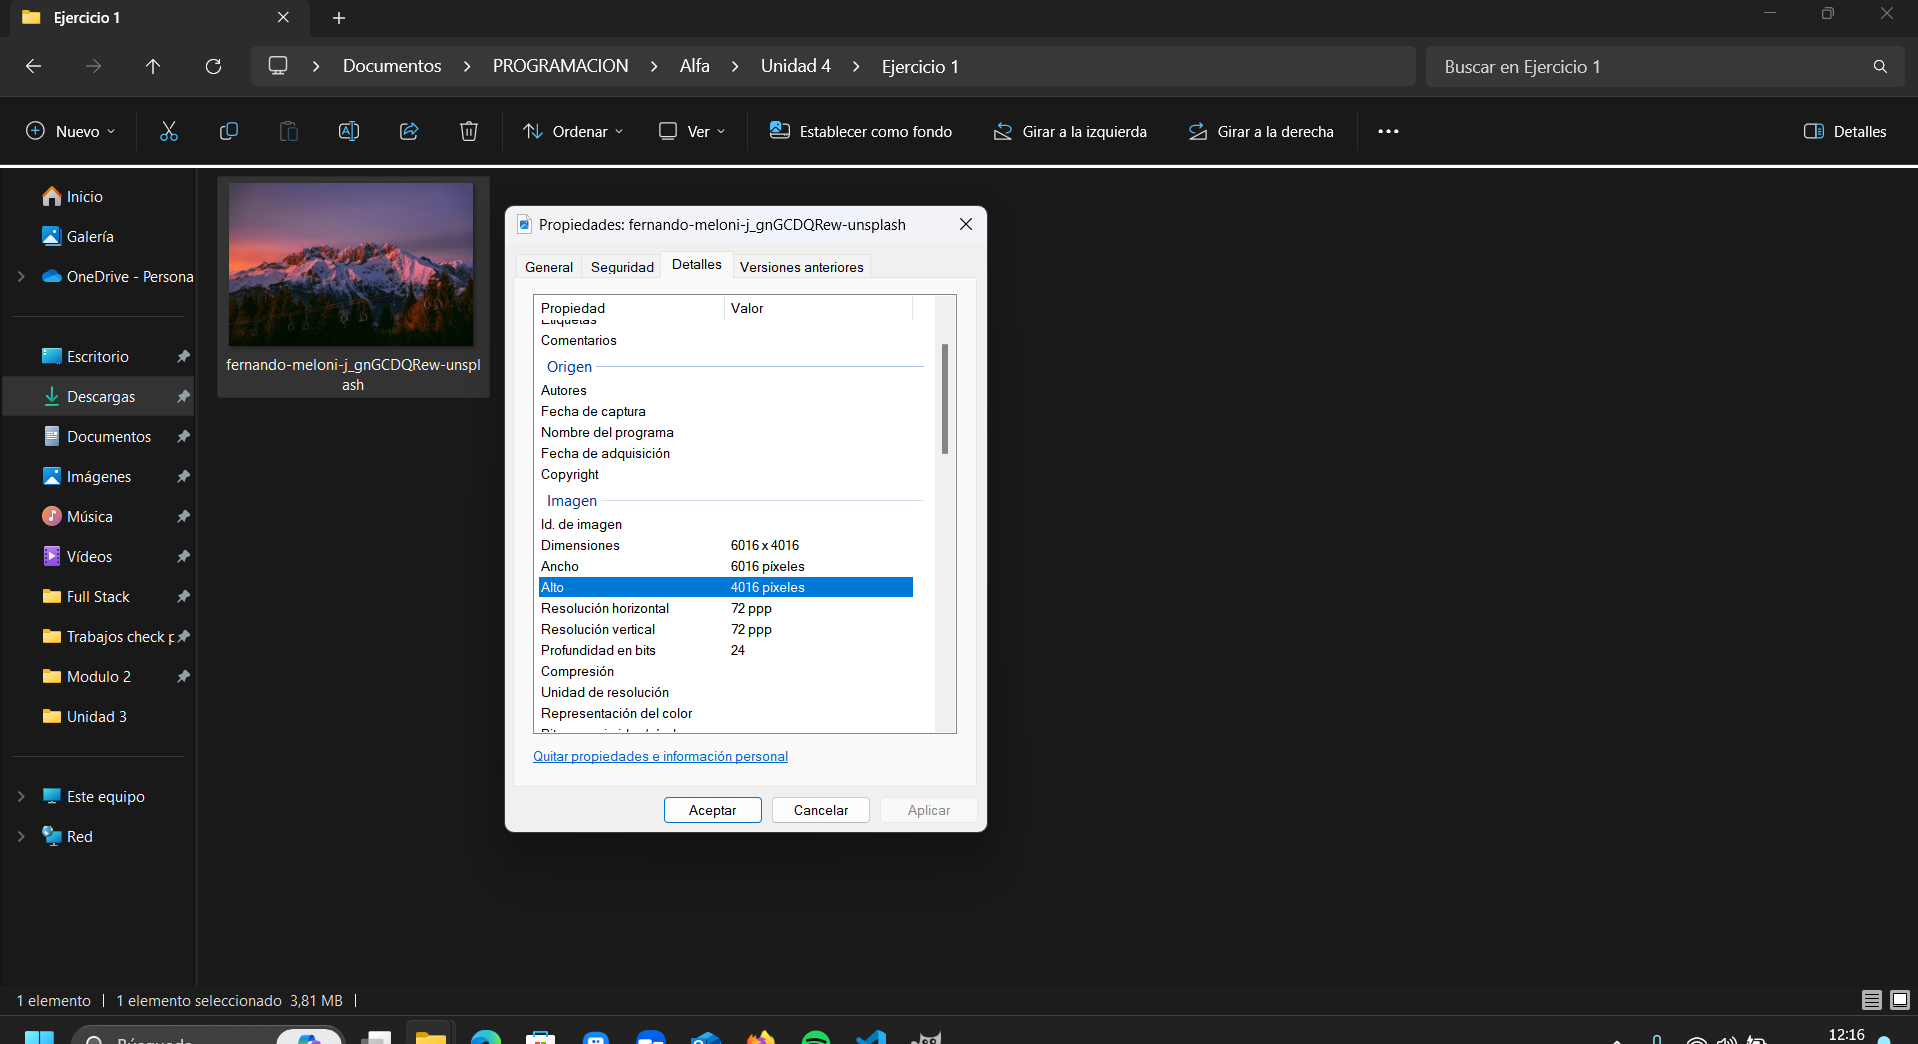 Ejercicio 1
Documentos > PROGRAMACION > Alfa > Unidad 4 > Ejercicio 1
Buscar en Ejercicio 1
Nuevo
Ordenar
Ver
Establecer como fondo
Girar a la izquierda
Girar a la derecha
Detalles
Inicio
Galería
OneDrive - Persona
Escritorio
Descargas
Documentos
Imágenes
Música
Vídeos
Full Stack
Trabajos check p
Modulo 2
Unidad 3
Este equipo
Red
fernando-meloni-j_gnGCDQRew-unspl
ash
Propiedades: fernando-meloni-j_gnGCDQRew-unsplash
General Seguridad Detalles Versiones anteriores
Propiedad Valor
Etiquetas
Comentarios
Origen
Autores
Fecha de captura
Nombre del programa
Fecha de adquisición
Copyright
Imagen
Id. de imagen
Dimensiones 6016 x 4016
Ancho 6016 píxeles
Alto 4016 píxeles
Resolución horizontal 72 ppp
Resolución vertical 72 ppp
Profundidad en bits 24
Compresión
Unidad de resolución
Representación del color
Quitar propiedades e información personal
Aceptar Cancelar Aplicar
1 elemento | 1 elemento seleccionado 3,81 MB |
Búsqueda
12:16